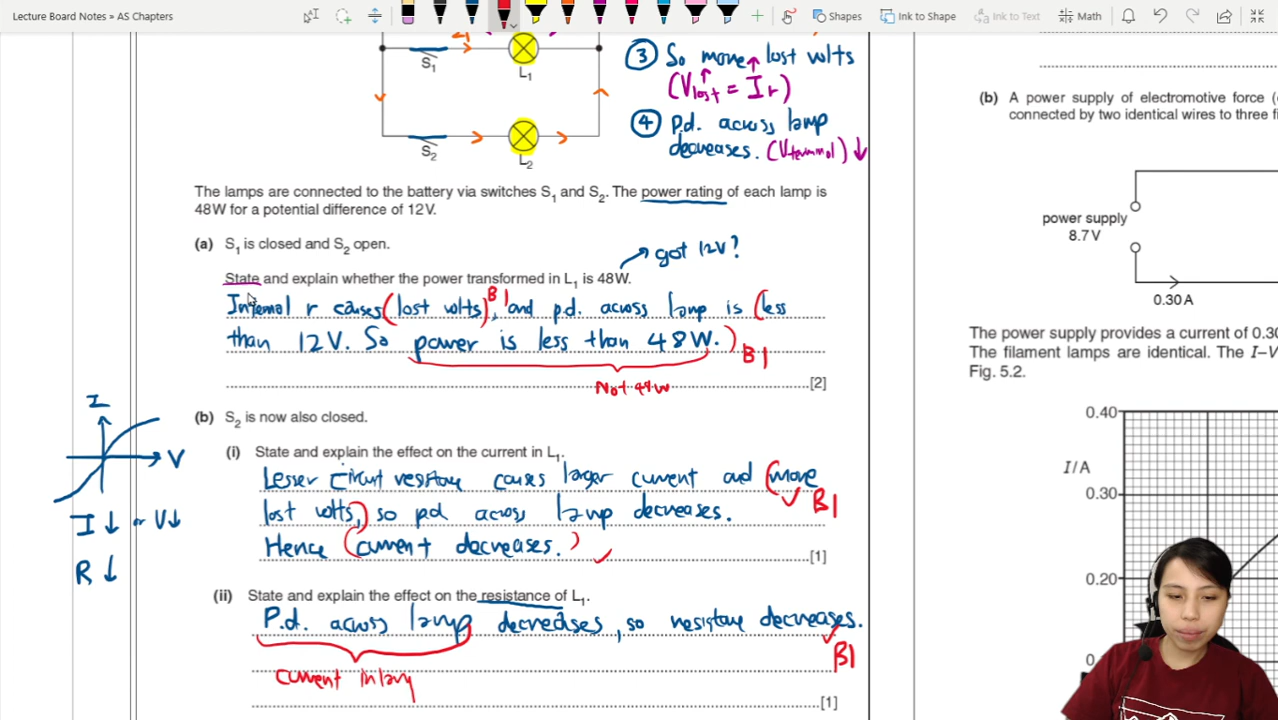 Lecture Board Notes » AS Chapters
Shapes
Ink to Shape
Ink to Text
Math
S1
L1
③ So more↑ lost volts
(Vlost↑ = I r)
S2
L2
④ p.d. across lamp
decreases. (Vterminal) ↓
The lamps are connected to the battery via switches S1 and S2. The power rating of each lamp is
48W for a potential difference of 12V.
(a) S1 is closed and S2 open.
got 12V?
State and explain whether the power transformed in L1 is 48W.
Internal r causes (lost volts) B1, and p.d. across lamp is (less
than 12V. So power is less than 48W.) B1
Not 48W
[2]
(b) S2 is now also closed.
(i) State and explain the effect on the current in L1.
Lesser circuit resistance causes larger current and (more
lost volts,) so pd across lamp decreases. B1
Hence (current decreases.)
[1]
(ii) State and explain the effect on the resistance of L1.
P.d. across lamp decreases, so resistance decreases.
B1
current in lamp
[1]
I
V
I ↓ or V↓
R ↓
(b) A power supply of electromotive force (
connected by two identical wires to three fi
power supply
8.7V
0.30A
The power supply provides a current of 0.30
The filament lamps are identical. The I–V
Fig. 5.2.
0.40
I/A
0.30
0.20